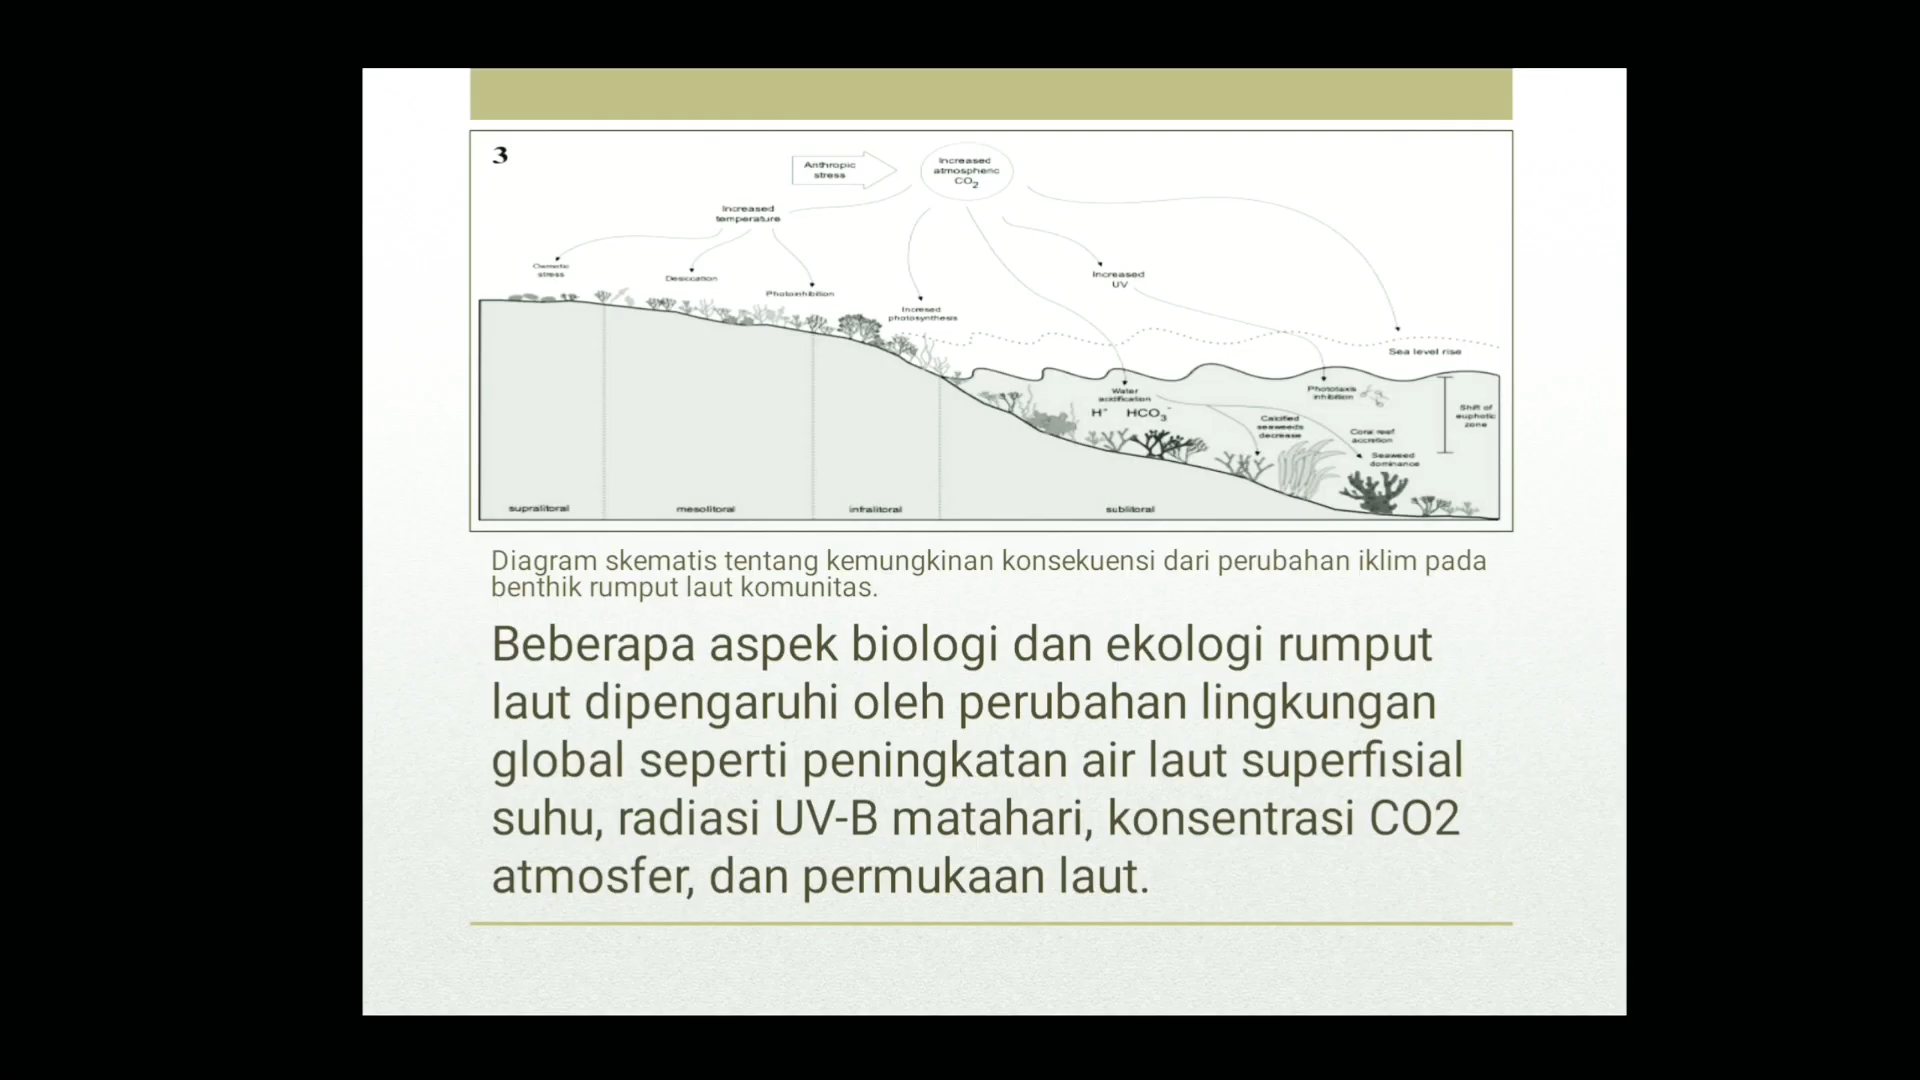 3
Anthropic
stress
Increased
atmospheric
CO2
Increased
temperature
Osmotic
stress
Desiccation
Photoinhibition
Incresed
photosynthesis
Increased
UV
Sea level rise
Water
acidification
H+ HCO3-
Phototaxis
inhibition
Calcified
seaweeds
decrease
Coral reef
accretion
Seaweed
dominance
Shift of
euphotic
zone
supralitoral
mesolitoral
infralitoral
sublitoral
Diagram skematis tentang kemungkinan konsekuensi dari perubahan iklim pada
benthik rumput laut komunitas.
Beberapa aspek biologi dan ekologi rumput
laut dipengaruhi oleh perubahan lingkungan
global seperti peningkatan air laut superfisial
suhu, radiasi UV-B matahari, konsentrasi CO2
atmosfer, dan permukaan laut.